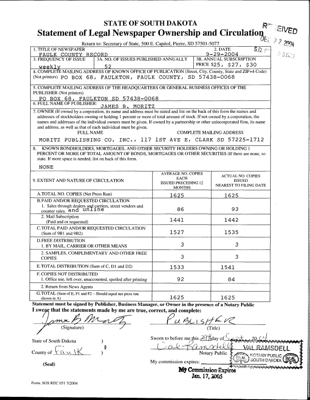 STATE OF SOUTH DAKOTA
Statement of Legal Newspaper Ownership and Circulation
Return to: Secretary of State, 500 E. Capitol, Pierre, SD 57501-5077
1. TITLE OF NEWSPAPER
FAULK COUNTY RECORD
2. DATE
9-29-2004
3. FREQUENCY OF ISSUE
weekly
3A. NO. OF ISSUES PUBLISHED ANNUALLY
52
3B. ANNUAL SUBSCRIPTION
PRICE $25, $27, $30
4. COMPLETE MAILING ADDRESS OF KNOWN OFFICE OF PUBLICATION (Street, City, County, State and ZIP+4 Code)
(Not printers) PO BOX 68, FAULKTON, FAULK COUNTY, SD 57438-0068
5. COMPLETE MAILING ADDRESS OF THE HEADQUARTERS OR GENERAL BUSINESS OFFICES OF THE
PUBLISHER (Not printers)
PO BOX 68, FAULKTON SD 57438-0068
6. FULL NAME OF PUBLISHER:
JAMES B. MORITZ
7. OWNER (If owned by a corporation, its name and address must be stated and list on the back of this form the names and
addresses of stockholders owning or holding 1 percent or more of total amount of stock. If not owned by a corporation, the
names and addresses of the individual owners must be given. If owned by a partnership or other unincorporated firm, its name
and address, as well as that of each individual must be given).
FULL NAME
COMPLETE MAILING ADDRESS
MORITZ PUBLISHING CO, INC., 117 1ST AVE E, CLARK SD 57225-1712
8. KNOWN BONDHOLDERS, MORTGAGES, AND OTHER SECURITY HOLDERS OWNING OR HOLDING 1
PERCENT OR MORE OF TOTAL AMOUNT OF BONDS, MORTGAGES OR OTHER SECURITIES (If there are none, so
state. If more space is needed, list on back of this form.
NONE
9. EXTENT AND NATURE OF CIRCULATION
AVERAGE NO. COPIES
EACH
ISSUED PRECEDING 12
MONTHS
ACTUAL NO. COPIES
ISSUED
NEAREST TO FILING DATE
A. TOTAL NO. COPIES (Net Press Run)
1625
1625
B. PAID AND/OR REQUESTED CIRCULATION
1. Sales through dealers and carriers, street vendors and
counter sales. and online
86
93
2. Mail Subscription
(Paid and/or requested)
1441
1442
C. TOTAL PAID AND/OR REQUESTED CIRCULATION
(Sum of 9B1 and 9B2)
1527
1535
D. FREE DISTRIBUTION
1. BY MAIL, CARRIER OR OTHER MEANS
3
3
2. SAMPLES, COMPLIMENTARY AND OTHER FREE
COPIES
3
3
E. TOTAL DISTRIBUTION (Sum of C, D1 and D2)
1533
1541
F. COPIES NOT DISTRIBUTED
1. Office use, left over, unaccounted, spoiled after printing
92
84
2. Return from News Agents
G. TOTAL (Sum of E, F1 and F2 - Should equal net press run
shown in A)
1625
1625
Statement must be signed by Publisher, Business Manager, or Owner in the presence of a Notary Public
I swear that the statements made by me are true, correct, and complete:
James B Moritz
PUBLISHER
(Signature)
(Title)
State of South Dakota )
County of Faulk )
(Seal)
Sworn to before me this 29 day of
Val Ramsdell
Notary Public
My commission expires:
My Commission Expires
Jan. 17, 2005
VAL RAMSDELL
NOTARY PUBLIC
SOUTH DAKOTA